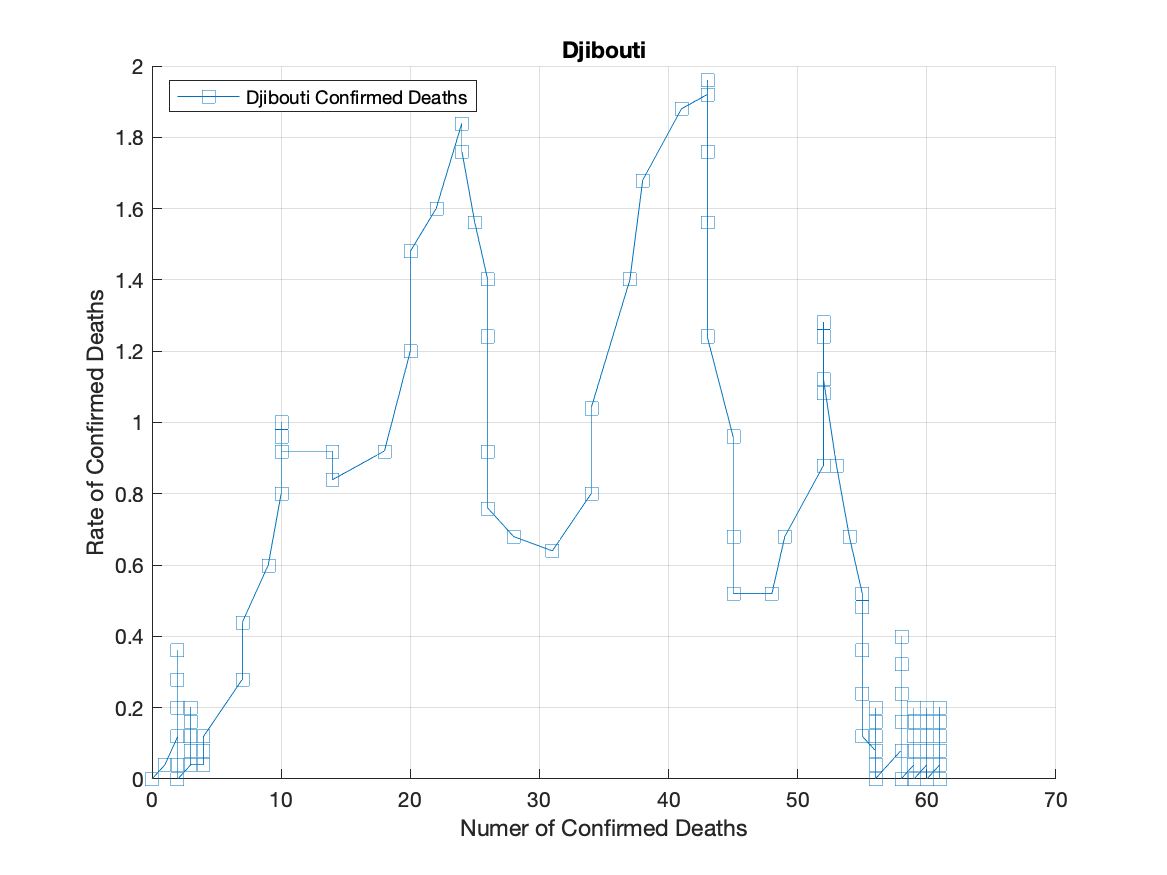 Djibouti
Djibouti Confirmed Deaths
2
1.8
1.6
1.4
1.2
1
0.8
0.6
0.4
0.2
0
Rate of Confirmed Deaths
0 10 20 30 40 50 60 70
Numer of Confirmed Deaths